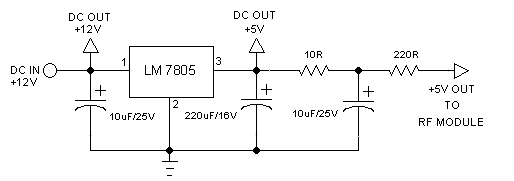 DC OUT
+12V
DC OUT
+5V
DC IN
+12V
1
LM 7805
3
2
10R
220R
+
+
+
10uF/25V
220uF/16V
10uF/25V
+5V OUT
TO
RF MODULE